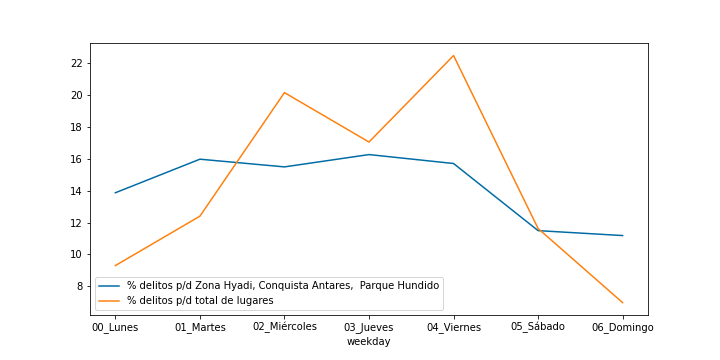 22
20
18
16
14
12
10
8
% delitos p/d Zona Hyadi, Conquista Antares,  Parque Hundido
% delitos p/d total de lugares
00_Lunes 01_Martes 02_Miércoles 03_Jueves 04_Viernes 05_Sábado 06_Domingo
weekday